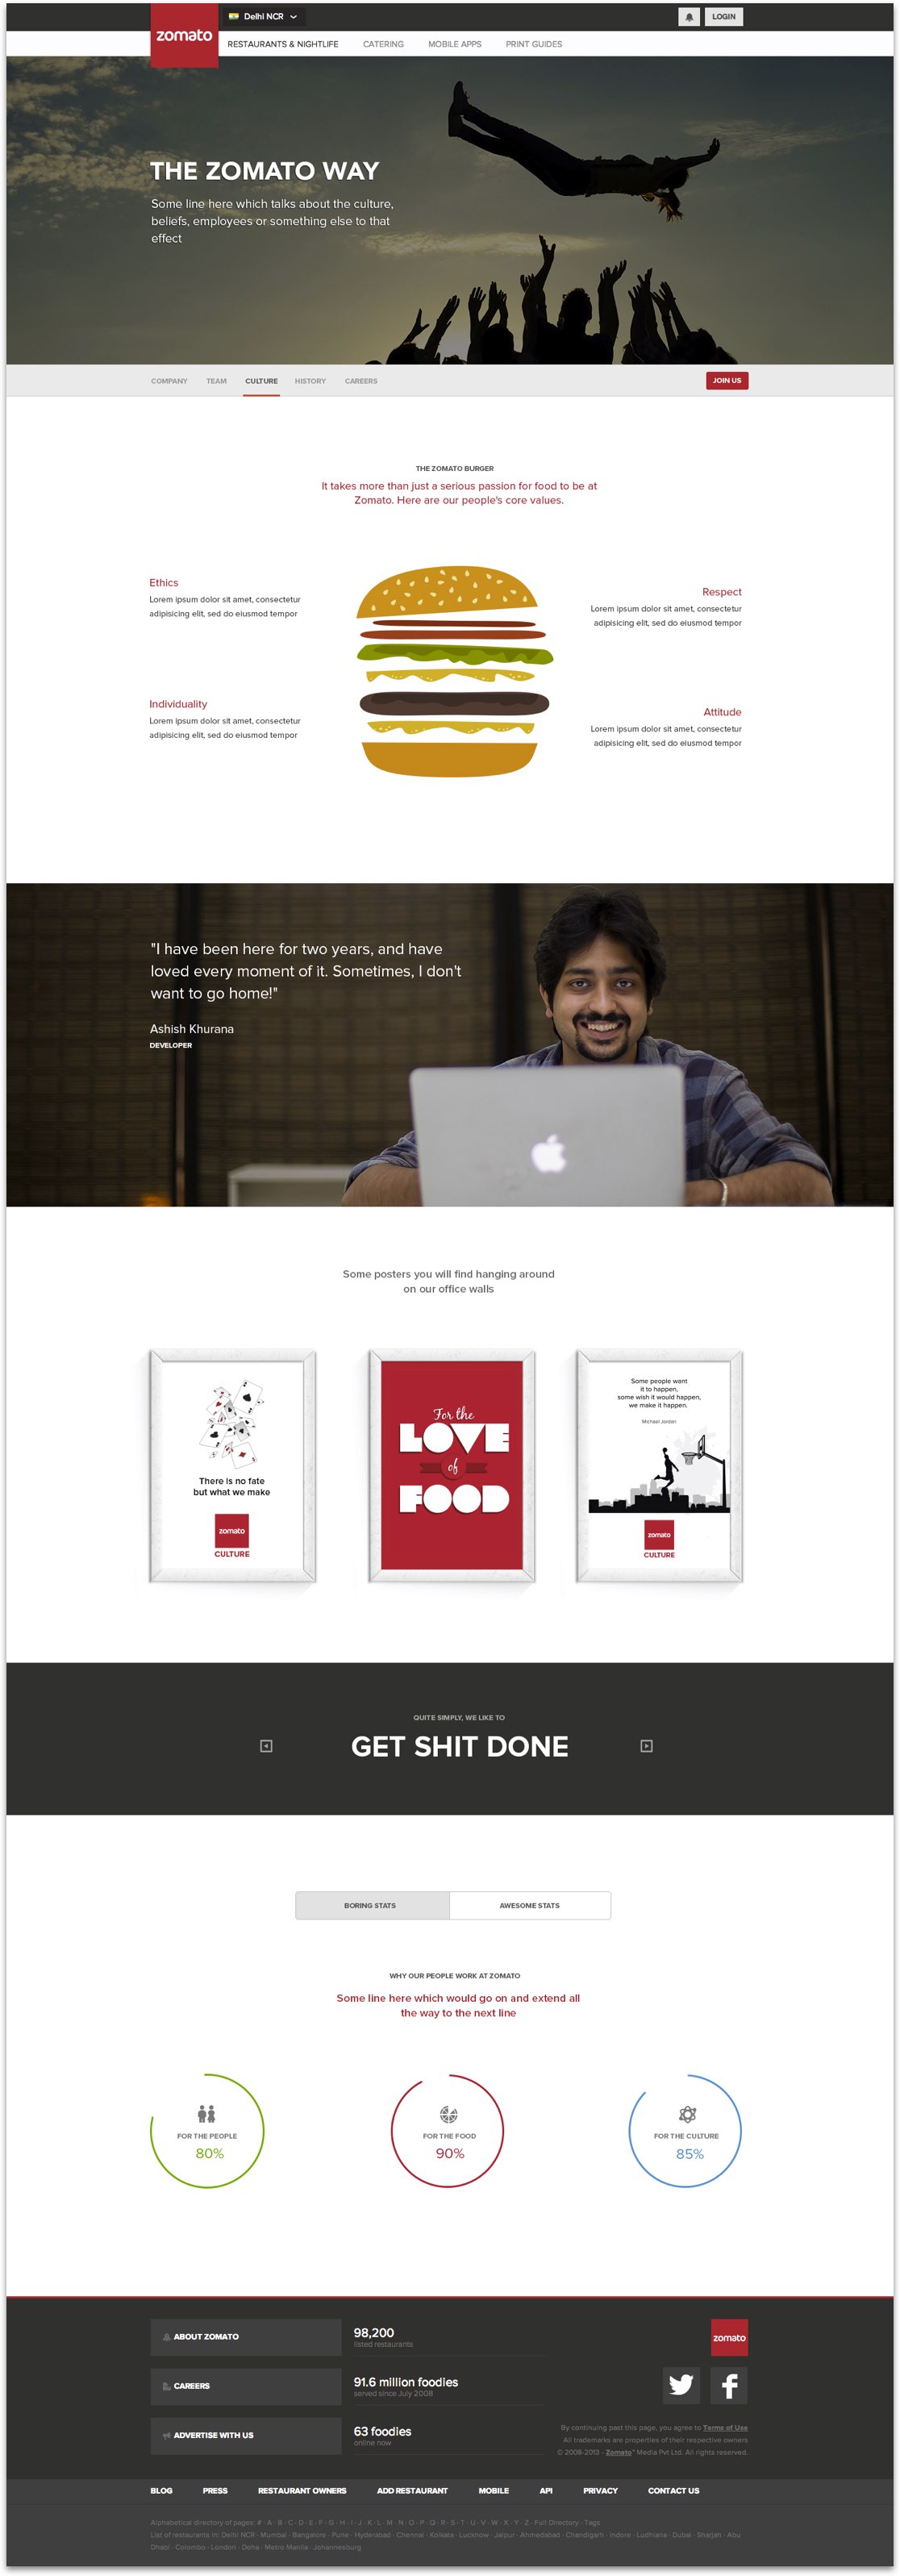 zomato
Delhi NCR
LOGIN
RESTAURANTS & NIGHTLIFE CATERING MOBILE APPS PRINT GUIDES
THE ZOMATO WAY
Some line here which talks about the culture,
beliefs, employees or something else to that
effect
COMPANY TEAM CULTURE HISTORY CAREERS JOIN US
THE ZOMATO BURGER
It takes more than just a serious passion for food to be at
Zomato. Here are our people's core values.
Ethics
Lorem ipsum dolor sit amet, consectetur
adipisicing elit, sed do eiusmod tempor
Respect
Lorem ipsum dolor sit amet, consectetur
adipisicing elit, sed do eiusmod tempor
Individuality
Lorem ipsum dolor sit amet, consectetur
adipisicing elit, sed do eiusmod tempor
Attitude
Lorem ipsum dolor sit amet, consectetur
adipisicing elit, sed do eiusmod tempor
"I have been here for two years, and have
loved every moment of it. Sometimes, I don't
want to go home!"
Ashish Khurana
DEVELOPER
Some posters you will find hanging around
on our office walls
There is no fate
but what we make
zomato
CULTURE
For the
LOVE
of
FOOD
Some people want
it to happen,
some wish it would happen,
we make it happen.
Michael Jordan
zomato
CULTURE
QUITE SIMPLY, WE LIKE TO
GET SHIT DONE
BORING STATS AWESOME STATS
WHY OUR PEOPLE WORK AT ZOMATO
Some line here which would go on and extend all
the way to the next line
FOR THE PEOPLE
80%
FOR THE FOOD
90%
FOR THE CULTURE
85%
ABOUT ZOMATO
CAREERS
ADVERTISE WITH US
98,200
listed restaurants
91.6 million foodies
served since July 2008
63 foodies
online now
zomato
By continuing past this page, you agree to Terms of Use
All trademarks are properties of their respective owners
© 2008-2013 - Zomato™ Media Pvt Ltd. All rights reserved.
BLOG PRESS RESTAURANT OWNERS ADD RESTAURANT MOBILE API PRIVACY CONTACT US
Alphabetical directory of pages: # · A · B · C · D · E · F · G · H · I · J · K · L · M · N · O · P · Q · R · S · T · U · V · W · X · Y · Z · Full Directory · Tags
List of restaurants in: Delhi NCR · Mumbai · Bangalore · Pune · Hyderabad · Chennai · Kolkata · Lucknow · Jaipur · Ahmedabad · Chandigarh · Indore · Ludhiana · Dubai · Sharjah · Abu
Dhabi · Colombo · London · Doha · Metro Manila · Johannesburg